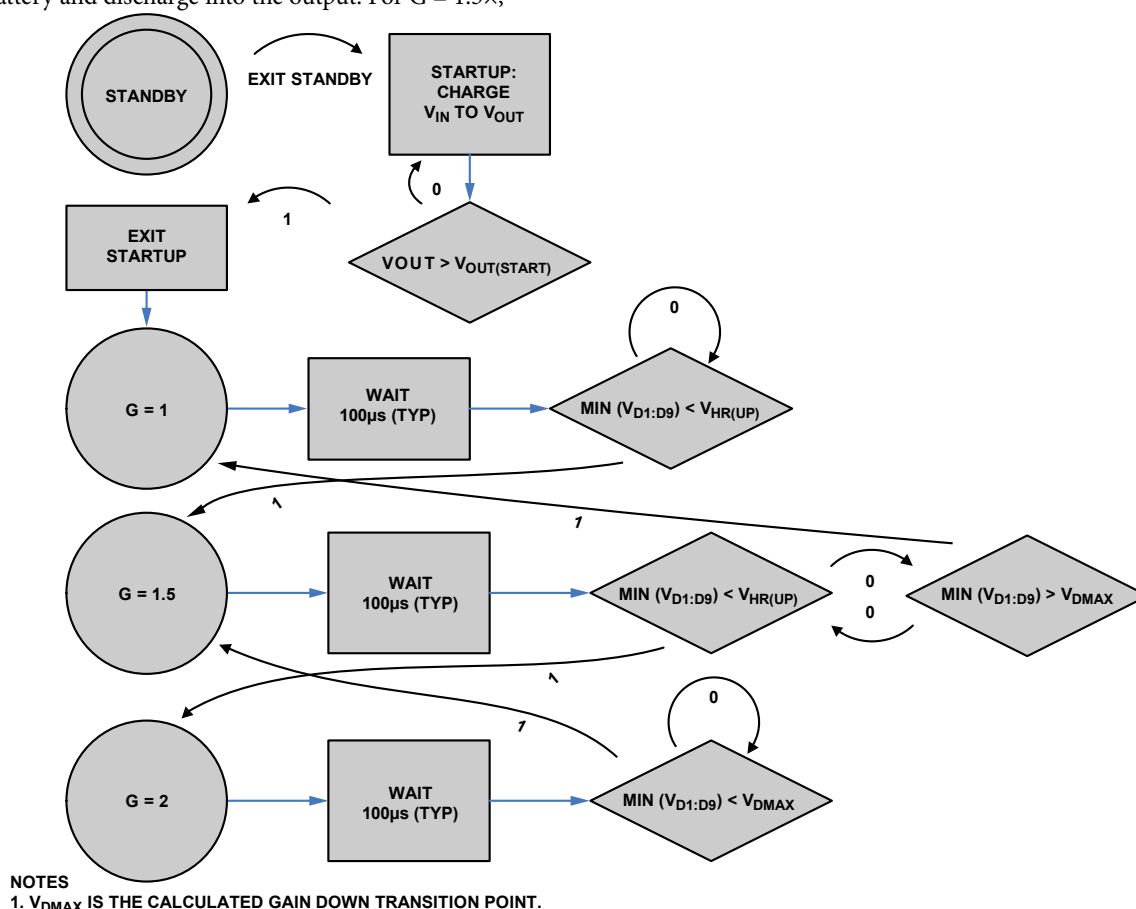 attery and discharge into the output. For G = 1.5×,
STANDBY
EXIT STANDBY
STARTUP:
CHARGE
VIN TO VOUT
0
1
EXIT
STARTUP
VOUT > VOUT(START)
0
G = 1
WAIT
100µs (TYP)
MIN (VD1:D9) < VHR(UP)
1
1
G = 1.5
WAIT
100µs (TYP)
MIN (VD1:D9) < VHR(UP)
0
0
MIN (VD1:D9) > VDMAX
1
1
0
G = 2
WAIT
100µs (TYP)
MIN (VD1:D9) < VDMAX
NOTES
1. VDMAX IS THE CALCULATED GAIN DOWN TRANSITION POINT.